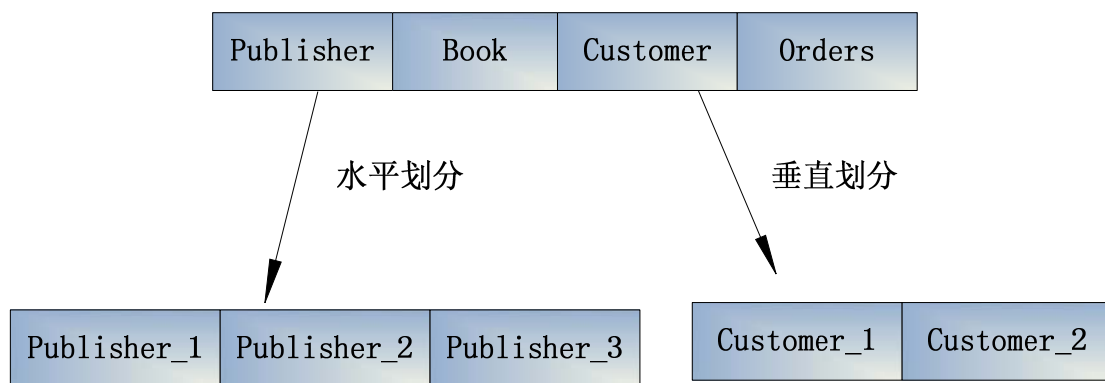 Publisher Book Customer Orders
水平划分 垂直划分
Publisher_1 Publisher_2 Publisher_3 Customer_1 Customer_2